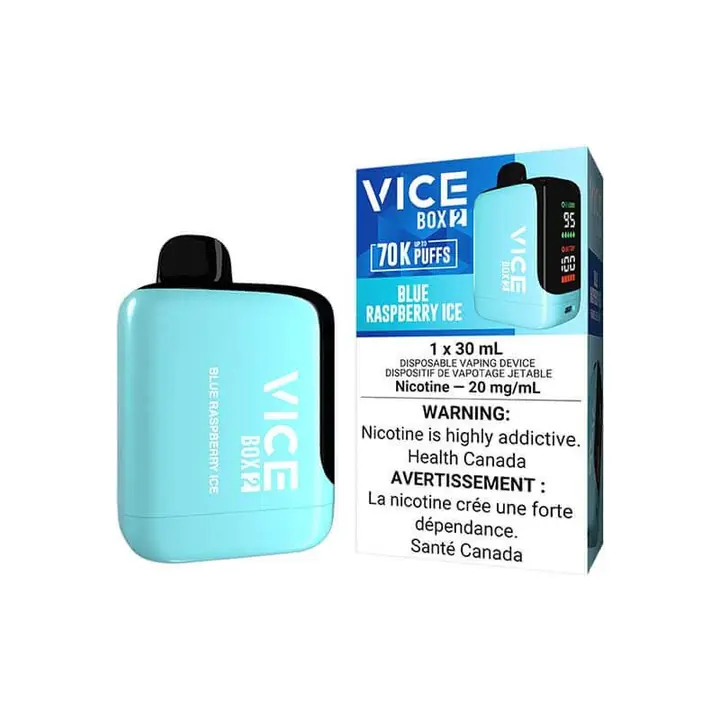 VICE
BOX 2
BLUE RASPBERRY ICE
VICE
BOX 2
70K UP TO PUFFS
BLUE
RASPBERRY ICE
VICE
BOX 2
95
100
1 x 30 mL
DISPOSABLE VAPING DEVICE
DISPOSITIF DE VAPOTAGE JETABLE
Nicotine — 20 mg/mL
WARNING:
Nicotine is highly addictive.
Health Canada
AVERTISSEMENT :
La nicotine crée une forte
dépendance.
Santé Canada